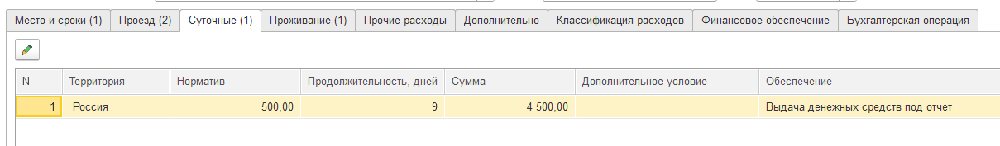 Место и сроки (1) Проезд (2) Суточные (1) Проживание (1) Прочие расходы Дополнительно Классификация расходов Финансовое обеспечение Бухгалтерская операция
N Территория Норматив Продолжительность, дней Сумма Дополнительное условие Обеспечение
1 Россия 500,00 9 4 500,00 Выдача денежных средств под отчет